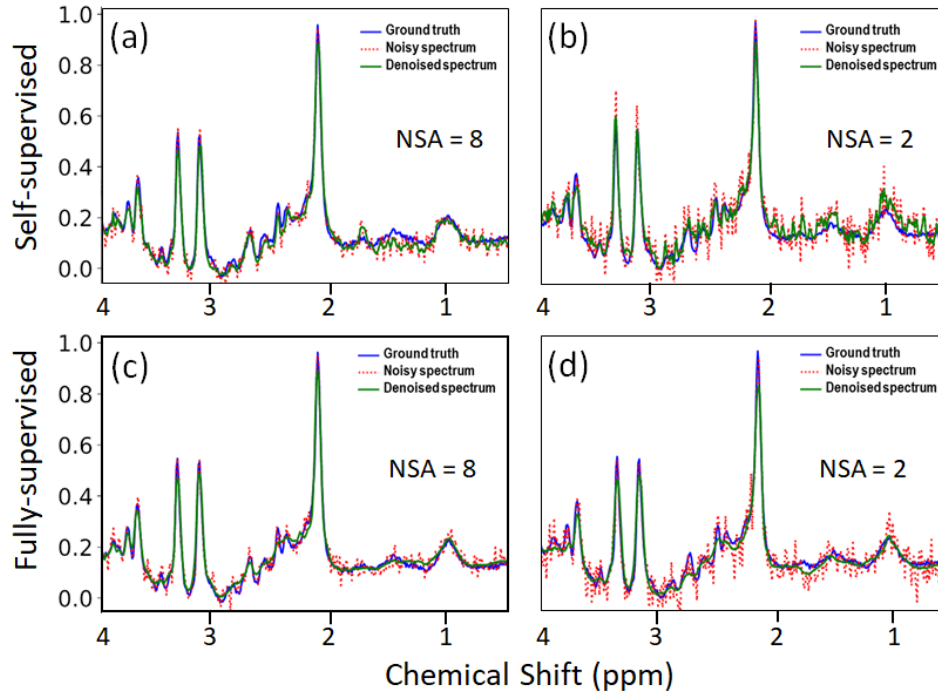 Self-supervised
1.0
0.8
0.6
0.4
0.2
0.0
(a)
Ground truth
Noisy spectrum
Denoised spectrum
NSA = 8
4 3 2 1
(b)
Ground truth
Noisy spectrum
Denoised spectrum
NSA = 2
4 3 2 1
Fully-supervised
1.0
0.8
0.6
0.4
0.2
0.0
(c)
Ground truth
Noisy spectrum
Denoised spectrum
NSA = 8
4 3 2 1
(d)
Ground truth
Noisy spectrum
Denoised spectrum
NSA = 2
4 3 2 1
Chemical Shift (ppm)